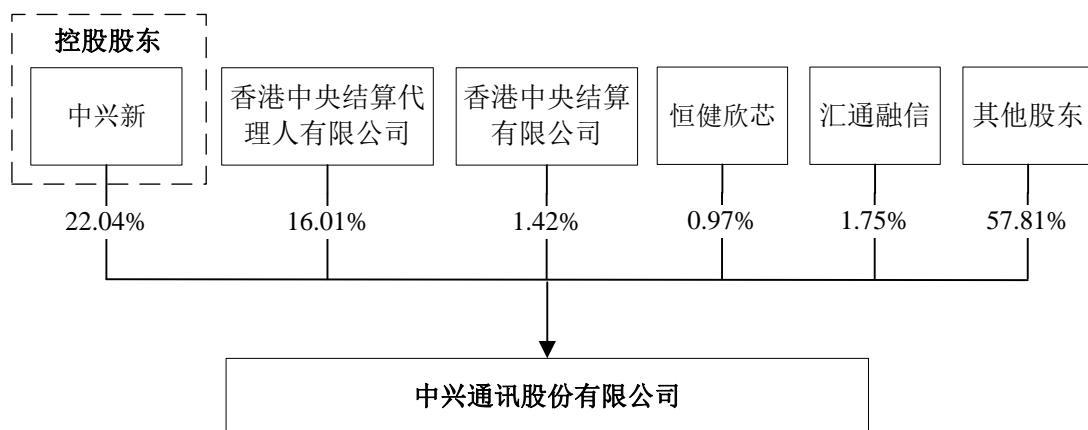 控股股东
中兴新
香港中央结算代
理人有限公司
香港中央结算
有限公司
恒健欣芯
汇通融信
其他股东
22.04%
16.01%
1.42%
0.97%
1.75%
57.81%
中兴通讯股份有限公司